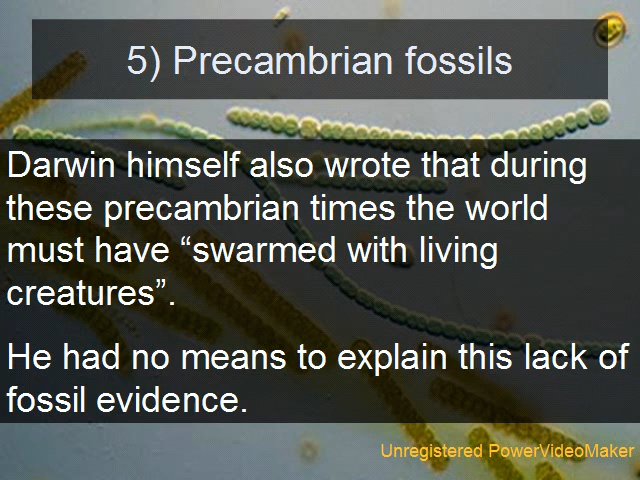 5) Precambrian fossils
Darwin himself also wrote that during
these precambrian times the world
must have “swarmed with living
creatures”.
He had no means to explain this lack of
fossil evidence.
Unregistered PowerVideoMaker